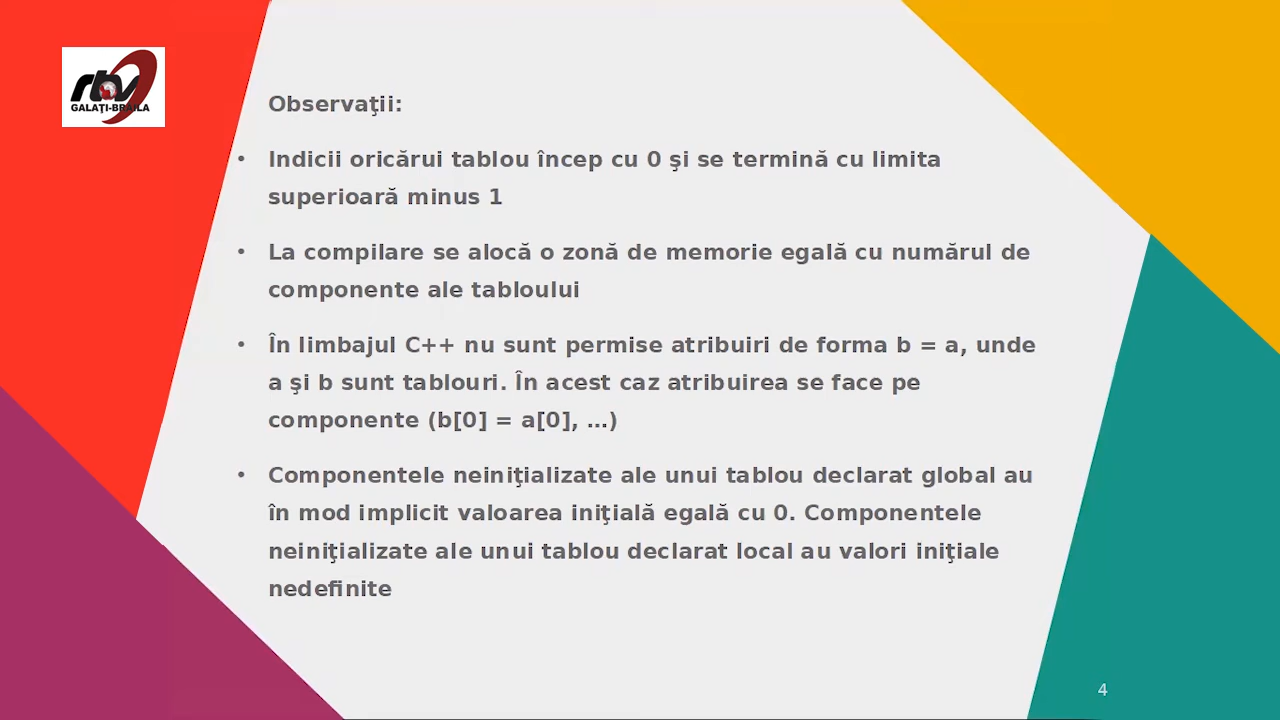 rtv
GALAŢI-BRAILA
Observaţii:
• Indicii oricărui tablou încep cu 0 şi se termină cu limita
superioară minus 1
• La compilare se alocă o zonă de memorie egală cu numărul de
componente ale tabloului
• În limbajul C++ nu sunt permise atribuiri de forma b = a, unde
a şi b sunt tablouri. În acest caz atribuirea se face pe
componente (b[0] = a[0], …)
• Componentele neiniţializate ale unui tablou declarat global au
în mod implicit valoarea iniţială egală cu 0. Componentele
neiniţializate ale unui tablou declarat local au valori iniţiale
nedefinite
4